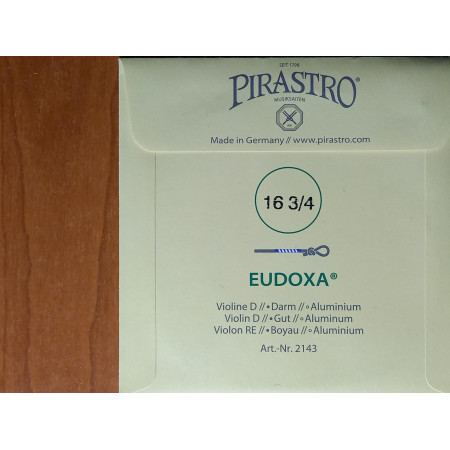 SEIT 1798
PIRASTRO®
MUSIKSAITEN
Made in Germany // www.pirastro.com
16 3/4
EUDOXA®
Violine D // •Darm // ∘Aluminium
Violin D // •Gut // ∘Aluminum
Violon RE // •Boyau // ∘Aluminium
Art.-Nr. 2143